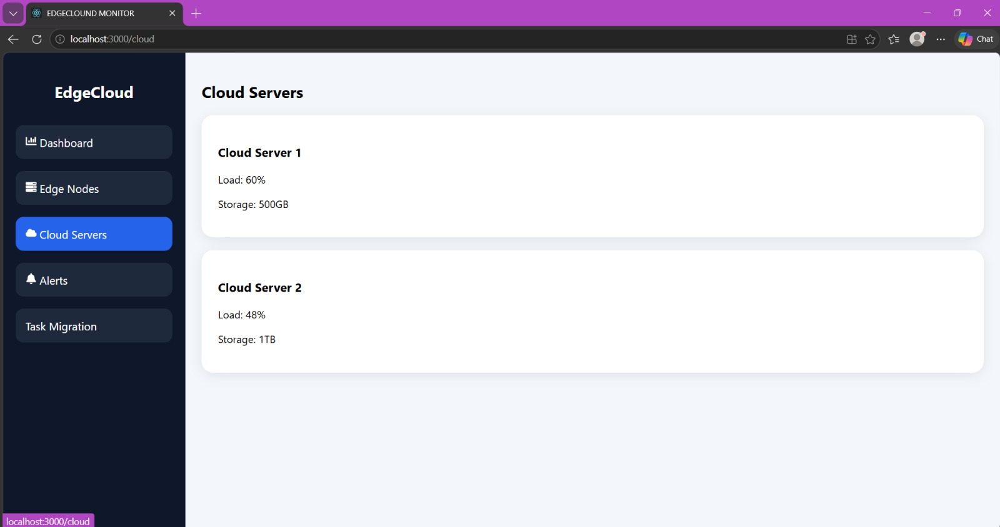 EDGECLOUND MONITOR
localhost:3000/cloud
Chat
EdgeCloud
Dashboard
Edge Nodes
Cloud Servers
Alerts
Task Migration
Cloud Servers
Cloud Server 1
Load: 60%
Storage: 500GB
Cloud Server 2
Load: 48%
Storage: 1TB
localhost:3000/cloud